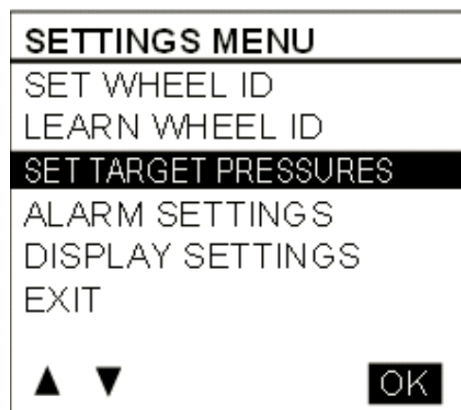 SETTINGS MENU
SET WHEEL ID
LEARN WHEEL ID
SET TARGET PRESSURES
ALARM SETTINGS
DISPLAY SETTINGS
EXIT
▲ ▼ OK